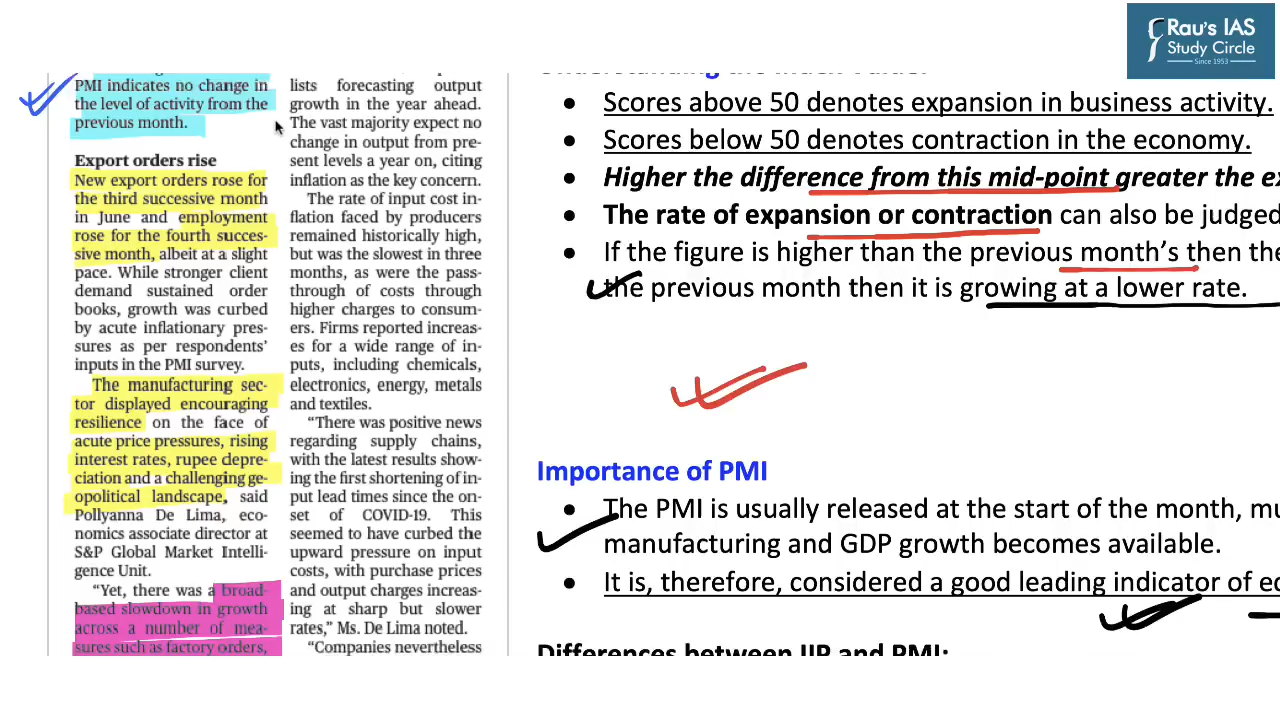 Rau's IAS
Study Circle
Since 1953
PMI indicates no change in
the level of activity from the
previous month.
Export orders rise
New export orders rose for
the third successive month
in June and employment
rose for the fourth succes-
sive month, albeit at a slight
pace. While stronger client
demand sustained order
books, growth was curbed
by acute inflationary pres-
sures as per respondents'
inputs in the PMI survey.
The manufacturing sec-
tor displayed encouraging
resilience on the face of
acute price pressures, rising
interest rates, rupee depre-
ciation and a challenging ge-
opolitical landscape, said
Pollyanna De Lima, eco-
nomics associate director at
S&P Global Market Intelli-
gence Unit.
"Yet, there was a broad-
based slowdown in growth
across a number of mea-
sures such as factory orders,
lists forecasting output
growth in the year ahead.
The vast majority expect no
change in output from pre-
sent levels a year on, citing
inflation as the key concern.
The rate of input cost in-
flation faced by producers
remained historically high,
but was the slowest in three
months, as were the pass-
through of costs through
higher charges to consum-
ers. Firms reported increas-
es for a wide range of in-
puts, including chemicals,
electronics, energy, metals
and textiles.
"There was positive news
regarding supply chains,
with the latest results show-
ing the first shortening of in-
put lead times since the on-
set of COVID-19. This
seemed to have curbed the
upward pressure on input
costs, with purchase prices
and output charges increas-
ing at sharp but slower
rates," Ms. De Lima noted.
"Companies nevertheless
Understanding the Index Value:
• Scores above 50 denotes expansion in business activity.
• Scores below 50 denotes contraction in the economy.
• Higher the difference from this mid-point greater the ex
• The rate of expansion or contraction can also be judged
• If the figure is higher than the previous month's then the
the previous month then it is growing at a lower rate.
Importance of PMI
• The PMI is usually released at the start of the month, mu
manufacturing and GDP growth becomes available.
• It is, therefore, considered a good leading indicator of ec
Differences between IIP and PMI: